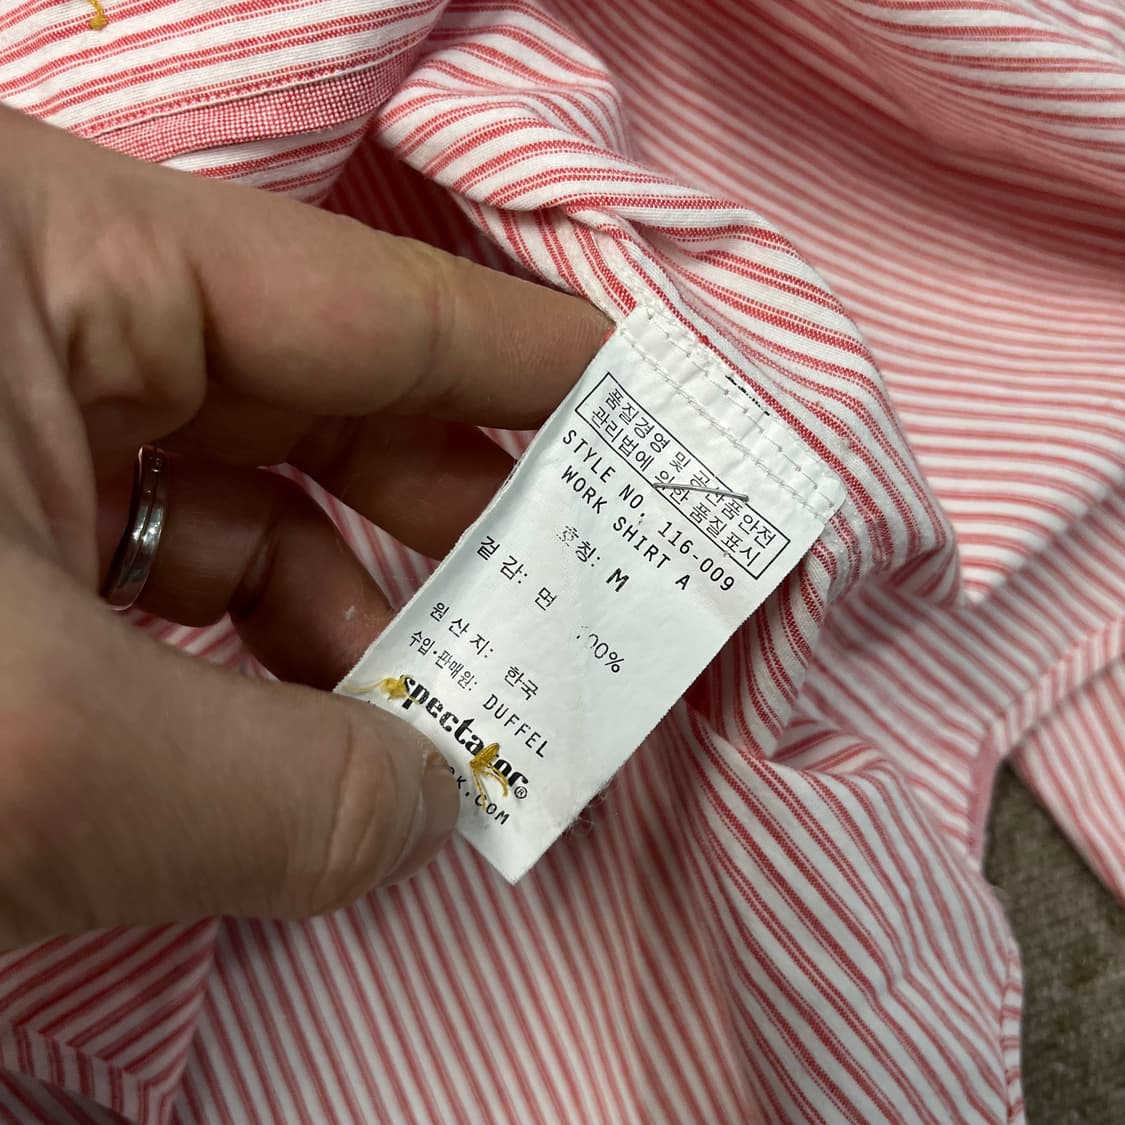 품질경영 및 공산품안전
관리법에 의한 품질표시
STYLE NO. 116-009
WORK SHIRT A
호칭: M
겉감: 면 100%
원산지: 한국
수입·판매원: DUFFEL
spectator®
K.COM